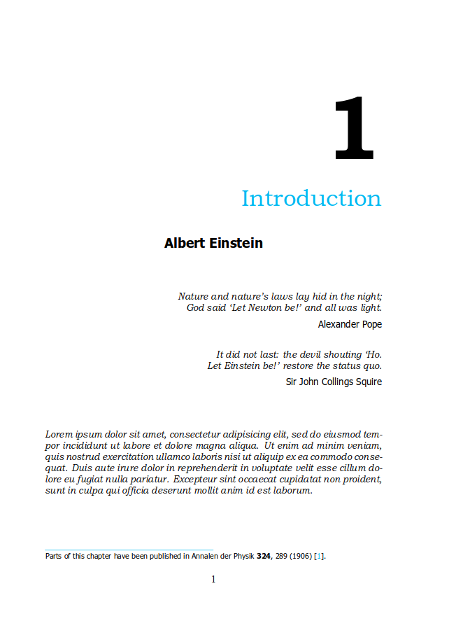 1
Introduction
Albert Einstein
Nature and nature's laws lay hid in the night;
God said 'Let Newton be!' and all was light.
Alexander Pope
It did not last: the devil shouting 'Ho.
Let Einstein be!' restore the status quo.
Sir John Collings Squire
Lorem ipsum dolor sit amet, consectetur adipisicing elit, sed do eiusmod tem-
por incididunt ut labore et dolore magna aliqua. Ut enim ad minim veniam,
quis nostrud exercitation ullamco laboris nisi ut aliquip ex ea commodo conse-
quat. Duis aute irure dolor in reprehenderit in voluptate velit esse cillum do-
lore eu fugiat nulla pariatur. Excepteur sint occaecat cupidatat non proident,
sunt in culpa qui officia deserunt mollit anim id est laborum.
Parts of this chapter have been published in Annalen der Physik 324, 289 (1906) [1].
1